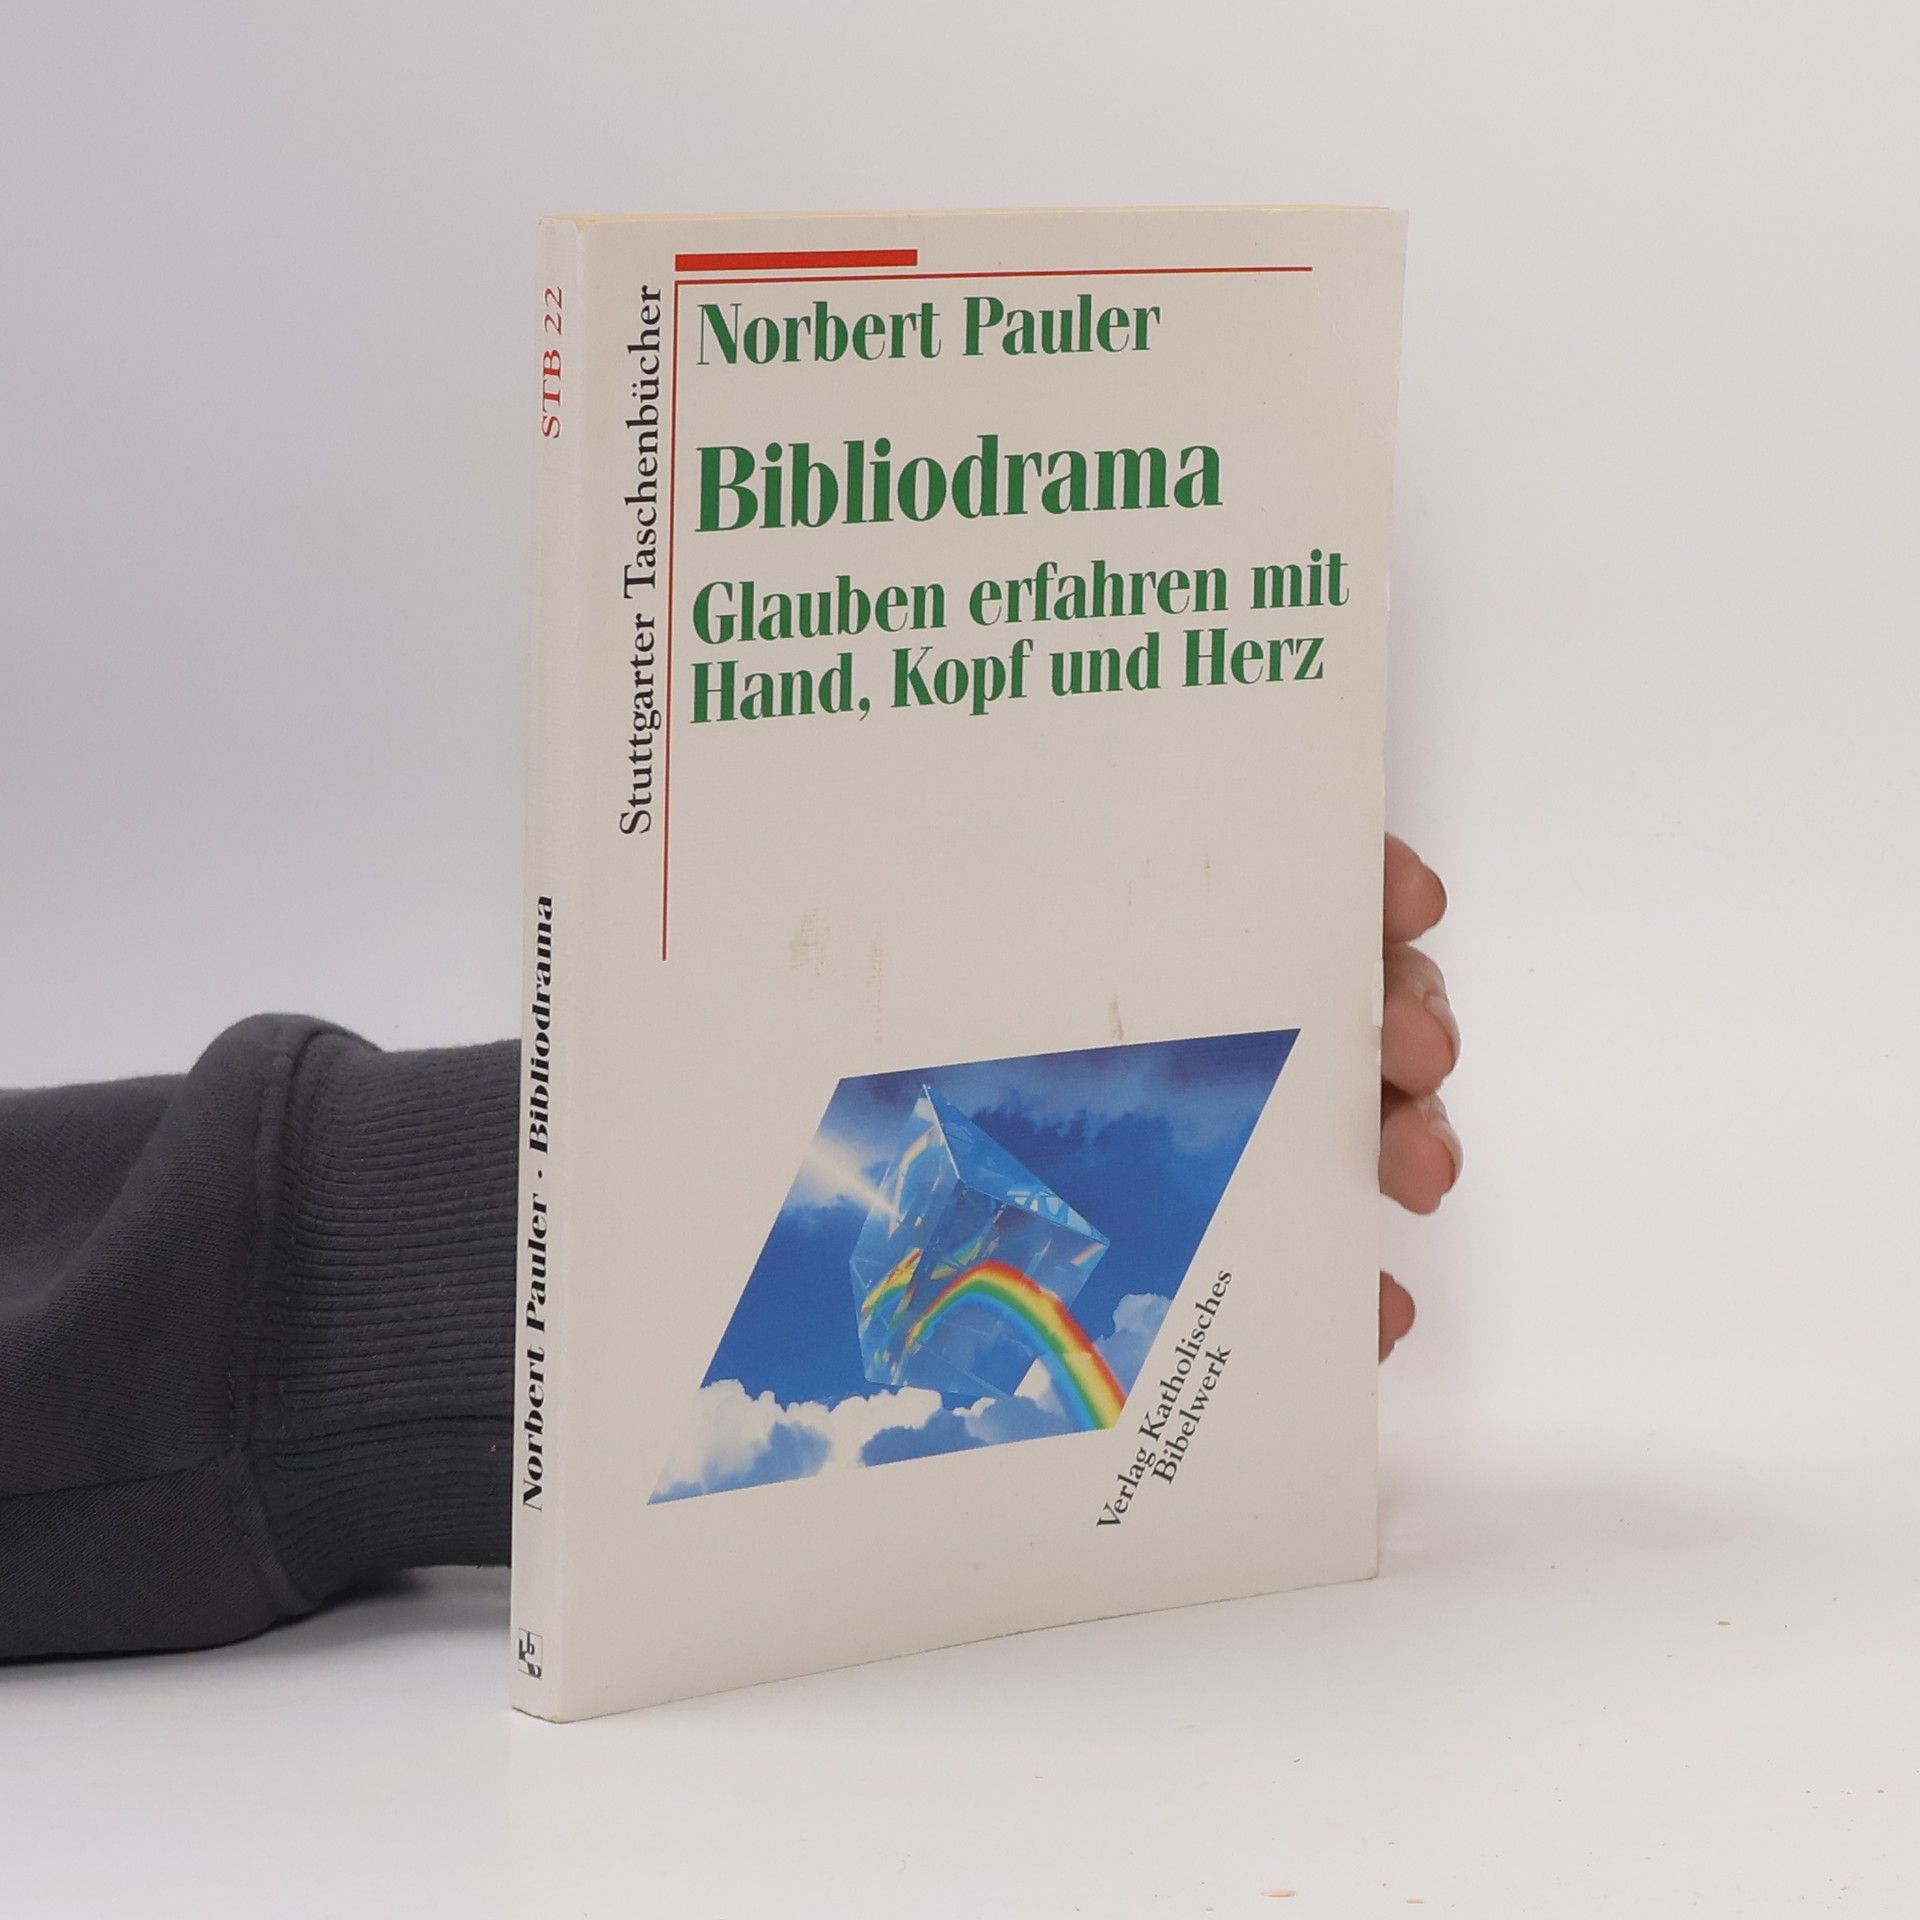 Norbert Pauler
Bibliodrama
Glauben erfahren mit
Hand, Kopf und Herz
Stuttgarter Taschenbücher
Verlag Katholisches
Bibelwerk
STB 22
Norbert Pauler · Bibliodrama